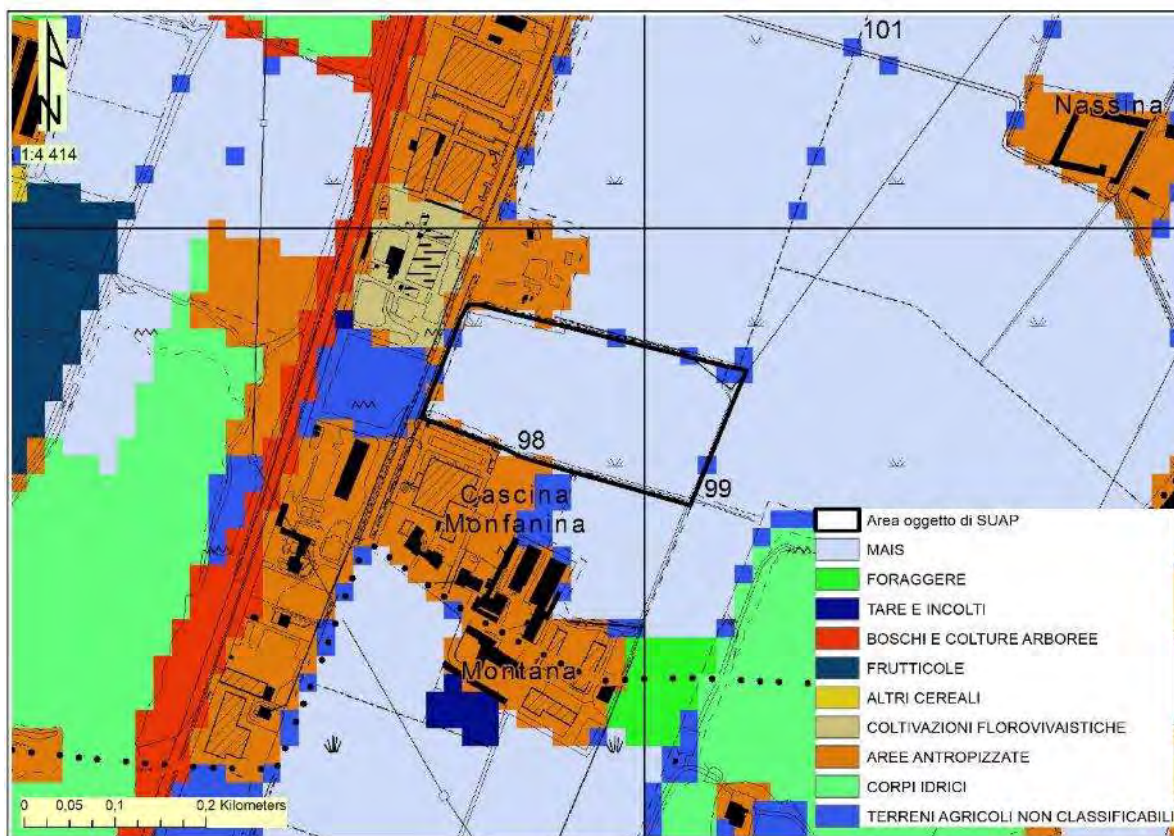 101
Nassina
N
1:4 414
98
99
Cascina
Monfanina
Montana
Area oggetto di SUAP
MAIS
FORAGGERE
TARE E INCOLTI
BOSCHI E COLTURE ARBOREE
FRUTTICOLE
ALTRI CEREALI
COLTIVAZIONI FLOROVIVAISTICHE
AREE ANTROPIZZATE
CORPI IDRICI
TERRENI AGRICOLI NON CLASSIFICABILI
0 0,05 0,1 0,2 Kilometers